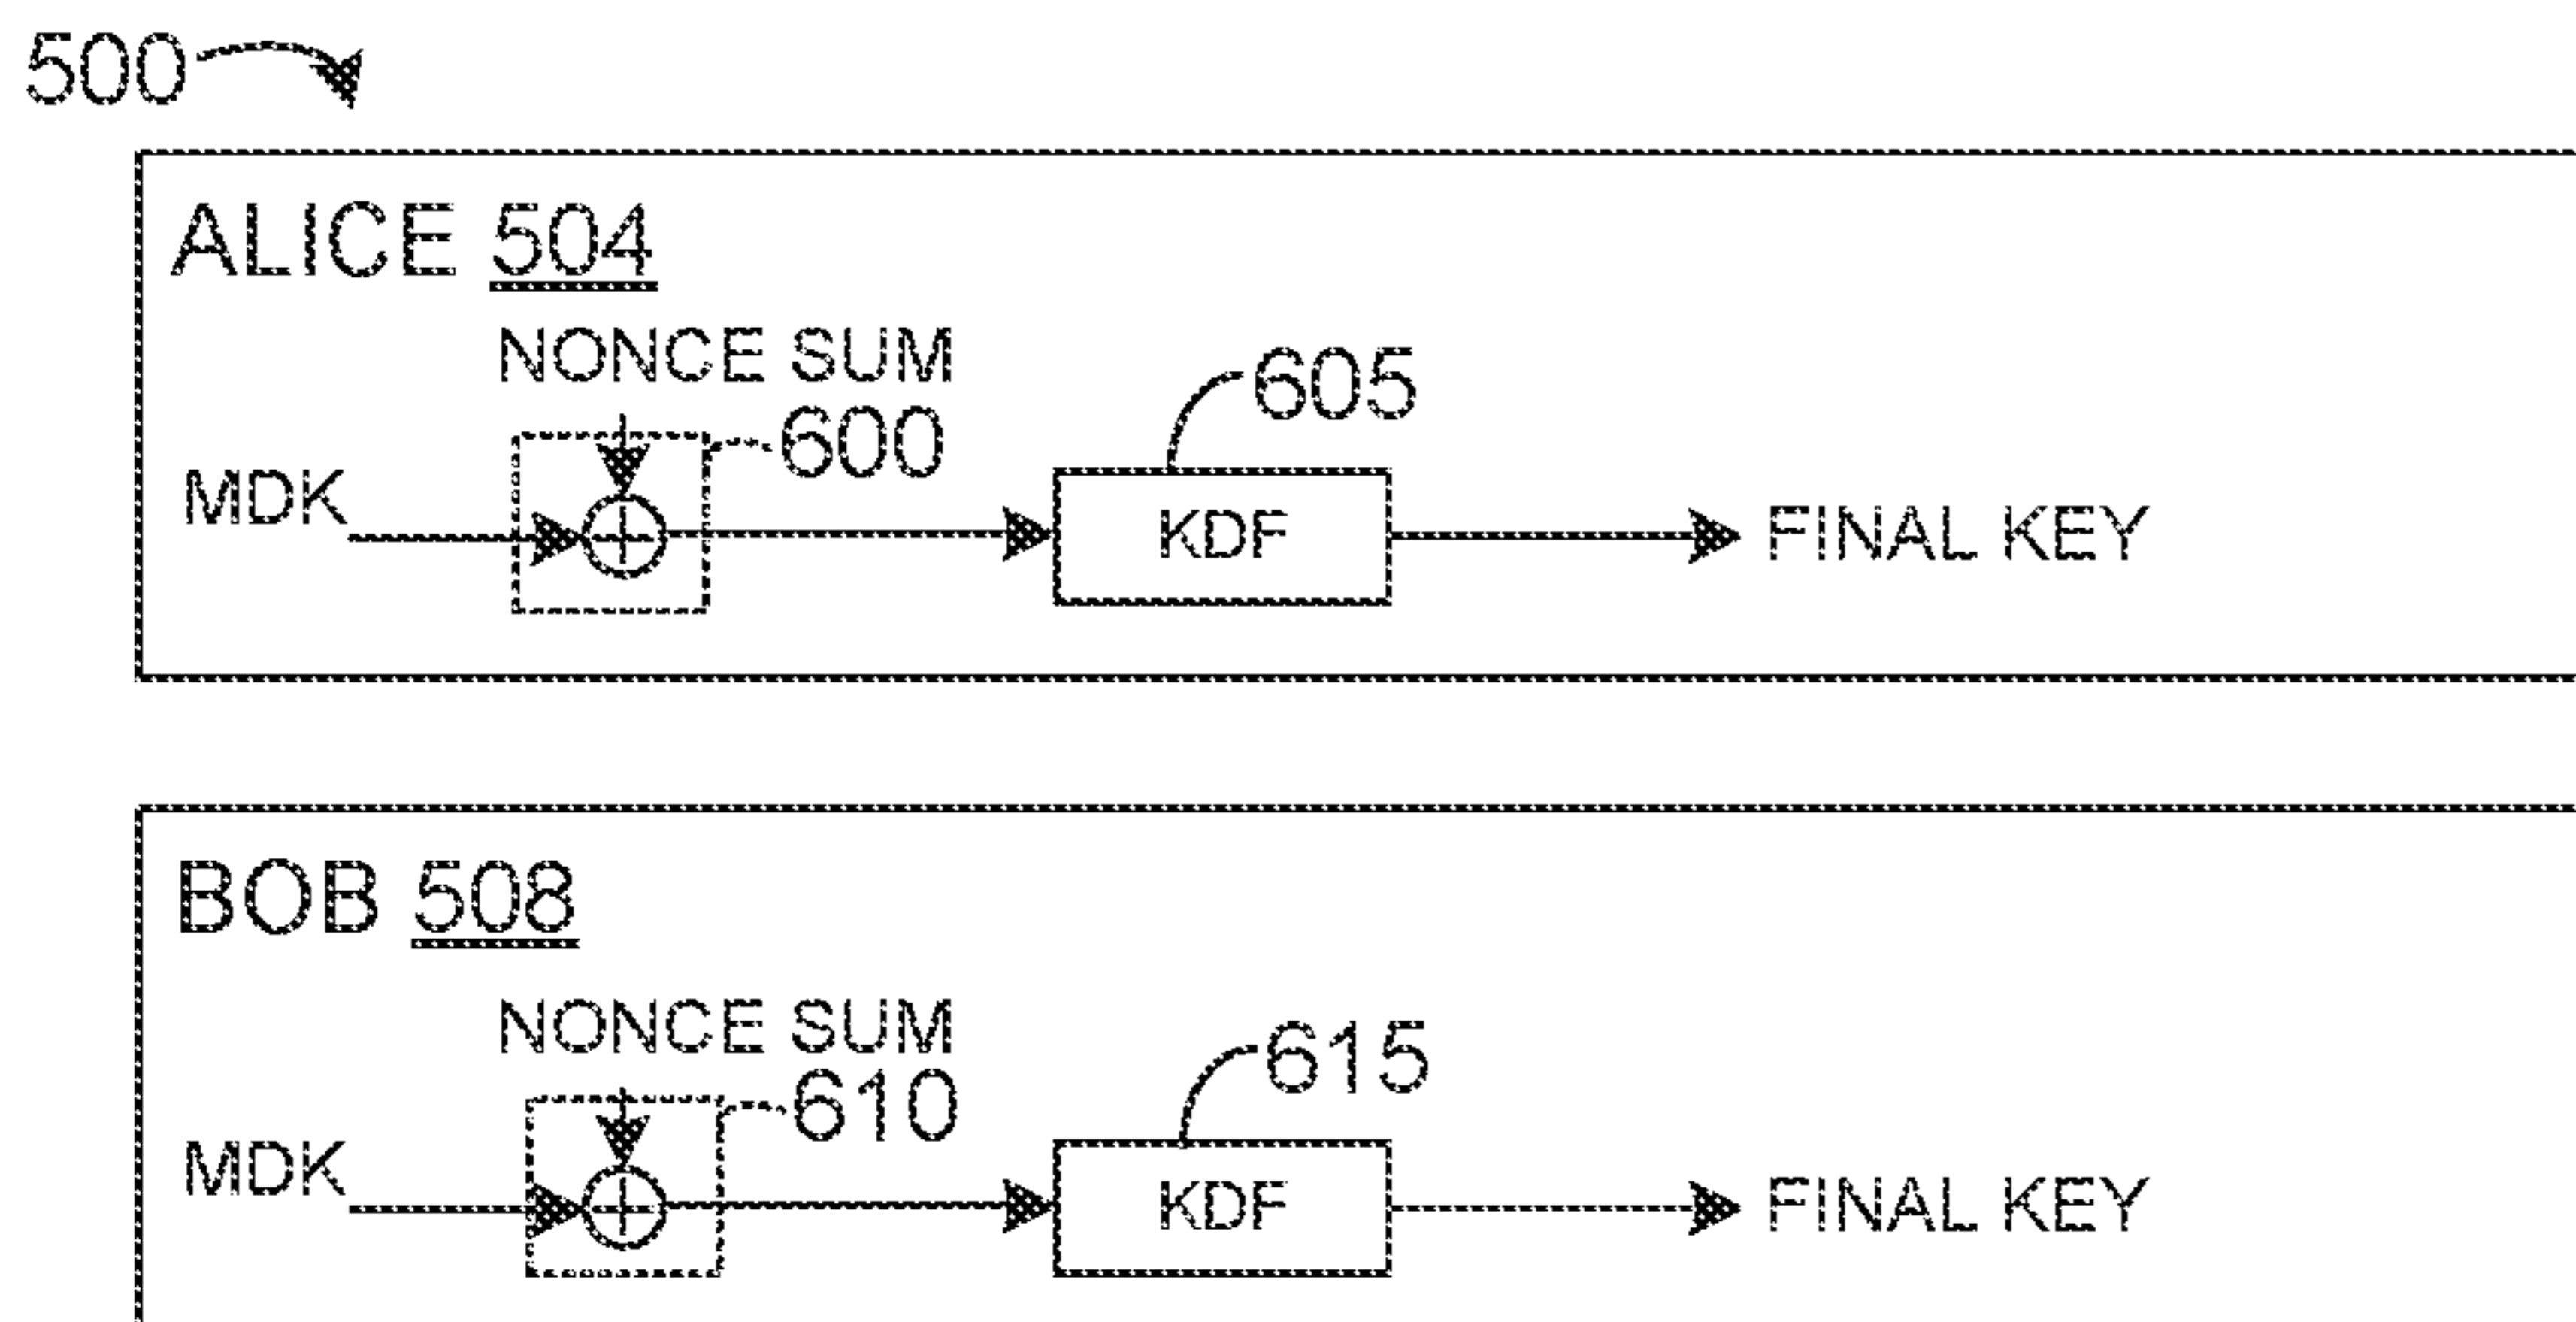 500
ALICE 504
NONCE SUM
600
605
MDK
KDF
FINAL KEY
BOB 508
NONCE SUM
610
615
MDK
KDF
FINAL KEY